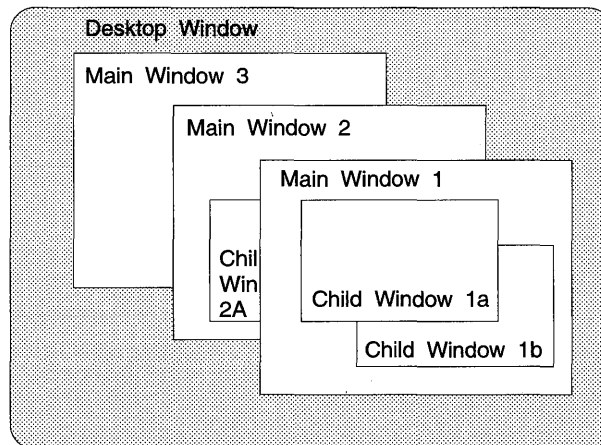 Desktop Window
Main Window 3
Main Window 2
Main Window 1
Chil
Win
2A
Child Window 1a
Child Window 1b